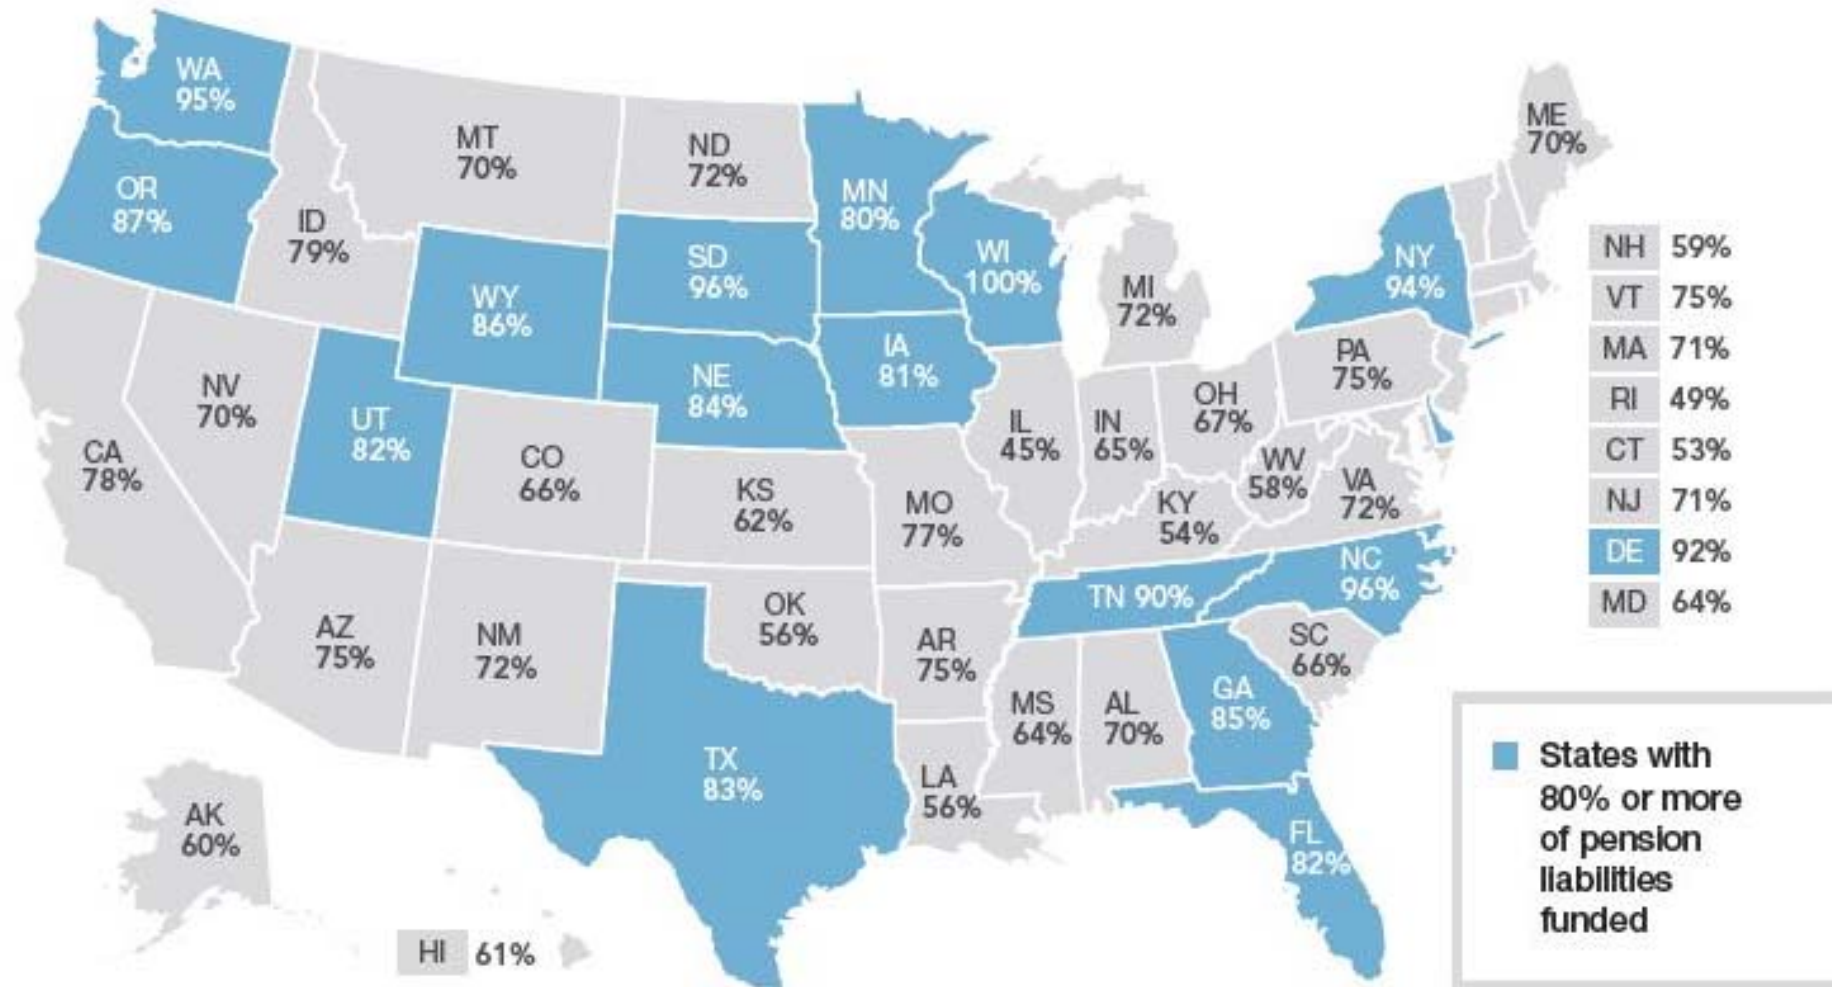 WA
95%
OR
87%
MT
70%
ID
79%
ND
72%
MN
80%
SD
96%
WI
100%
WY
86%
MI
72%
NY
94%
ME
70%
NE
84%
IA
81%
PA
75%
NV
70%
UT
82%
CA
78%
CO
66%
KS
62%
MO
77%
IL
45%
IN
65%
OH
67%
WV
58%
VA
72%
KY
54%
NC
96%
TN 90%
AZ
75%
NM
72%
OK
56%
AR
75%
SC
66%
MS
64%
AL
70%
GA
85%
TX
83%
LA
56%
FL
82%
AK
60%
HI 61%
NH 59%
VT 75%
MA 71%
RI 49%
CT 53%
NJ 71%
DE 92%
MD 64%
States with
80% or more
of pension
liabilities
funded